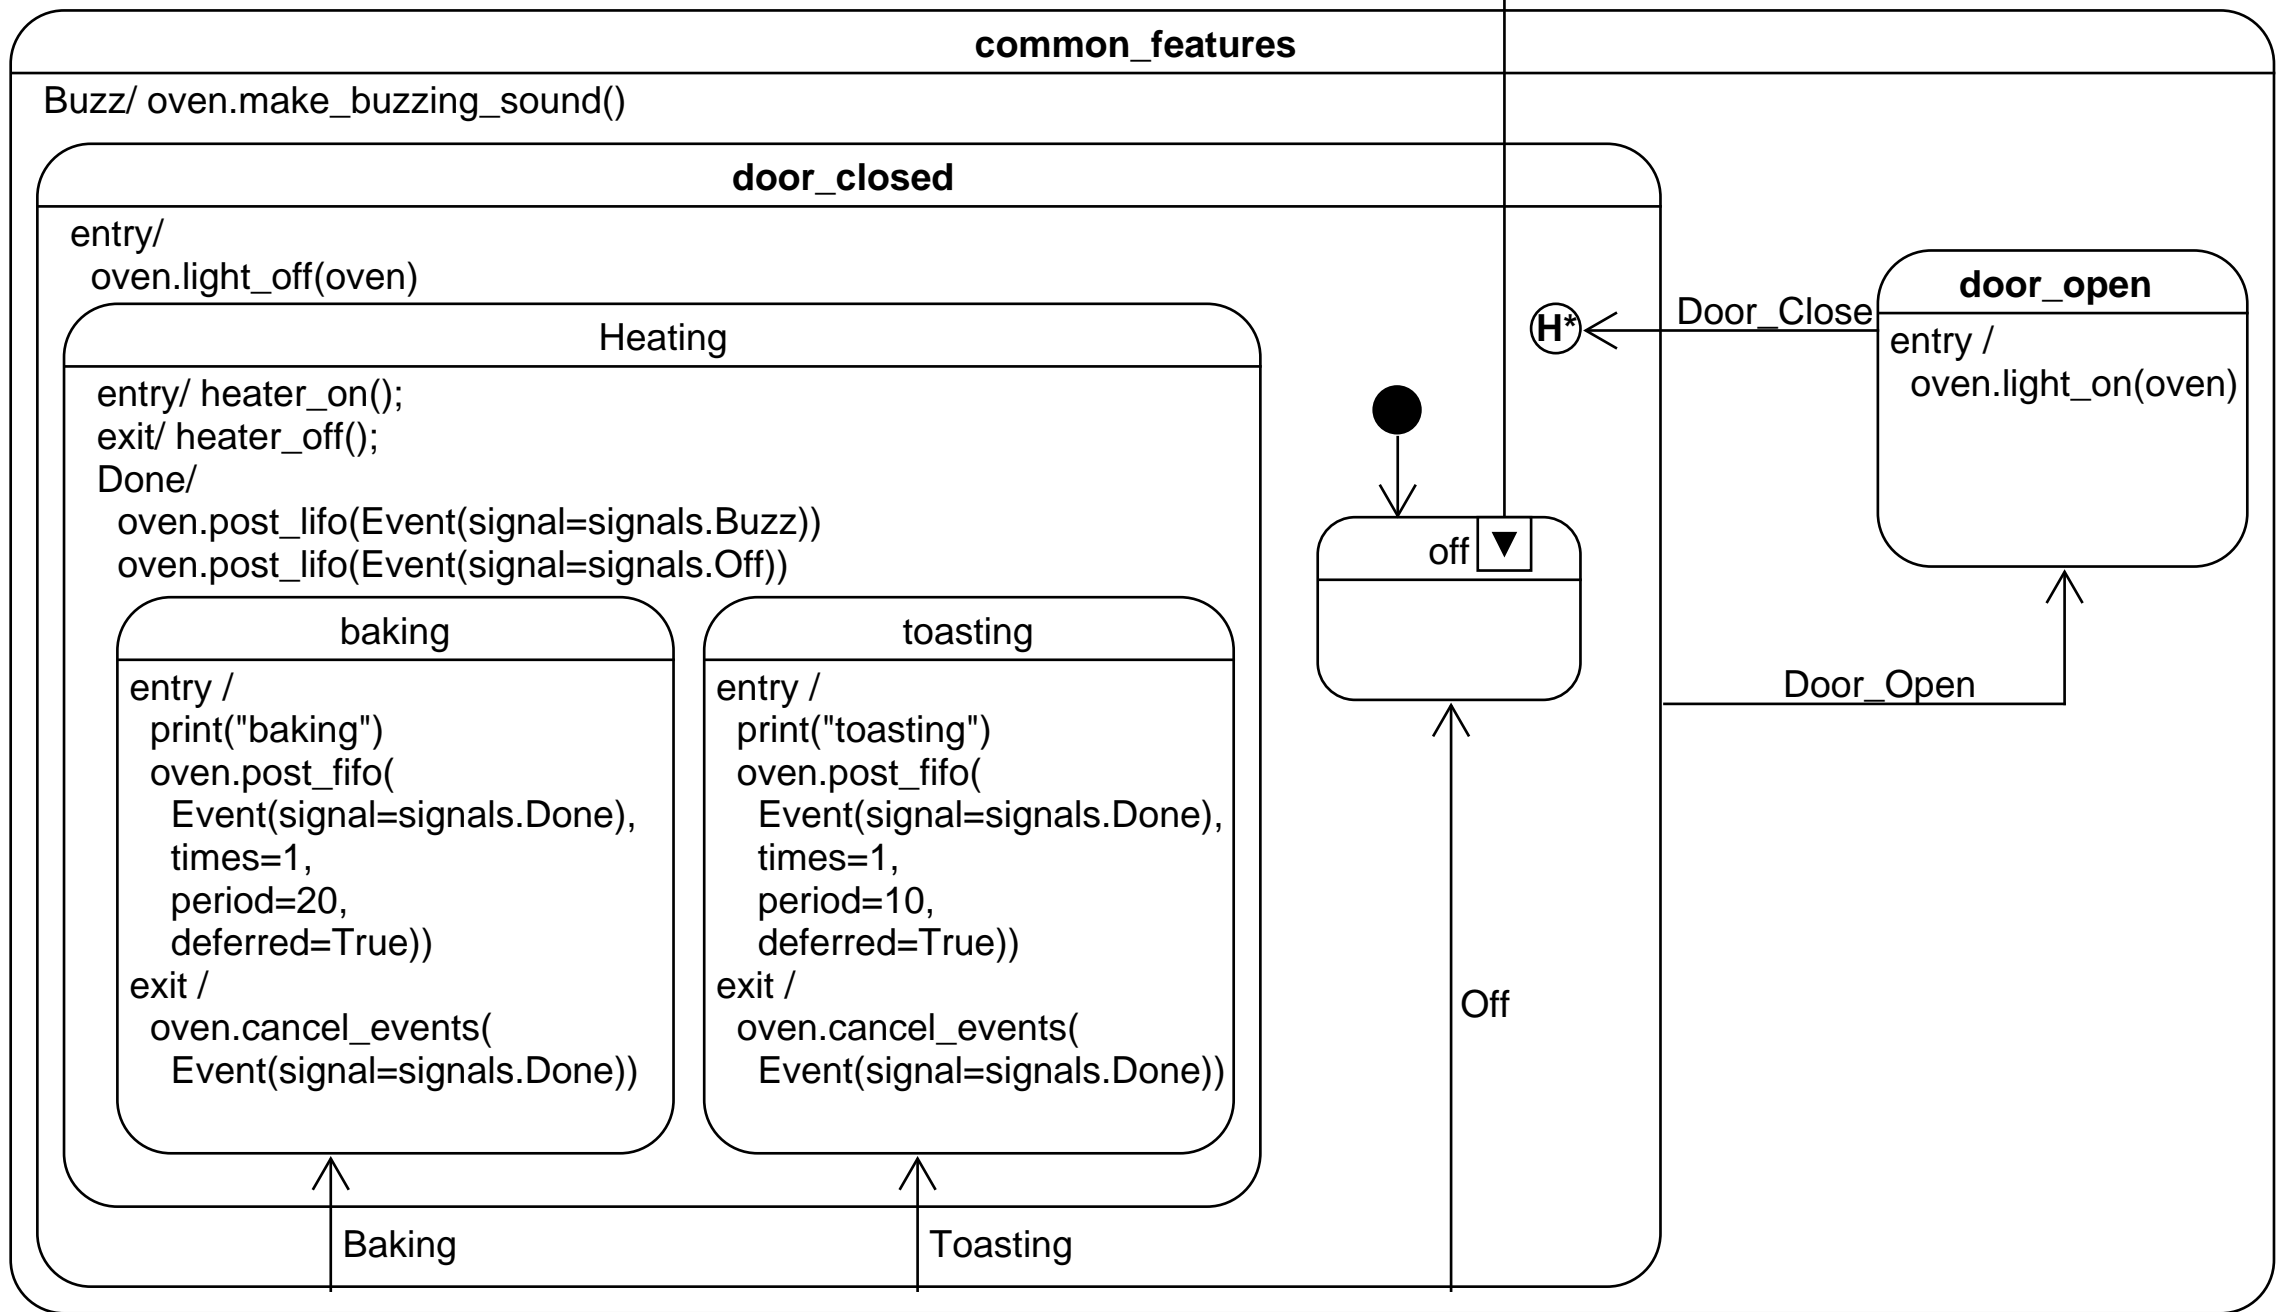 common_features
Buzz/ oven.make_buzzing_sound()
door_closed
entry/
oven.light_off(oven)
Heating
entry/ heater_on();
exit/ heater_off();
Done/
oven.post_lifo(Event(signal=signals.Buzz))
oven.post_lifo(Event(signal=signals.Off))
baking
entry /
print("baking")
oven.post_fifo(
Event(signal=signals.Done),
times=1,
period=20,
deferred=True))
exit /
oven.cancel_events(
Event(signal=signals.Done))
toasting
entry /
print("toasting")
oven.post_fifo(
Event(signal=signals.Done),
times=1,
period=10,
deferred=True))
exit /
oven.cancel_events(
Event(signal=signals.Done))
Baking
Toasting
off
Off
H*
Door_Close
door_open
entry /
oven.light_on(oven)
Door_Open